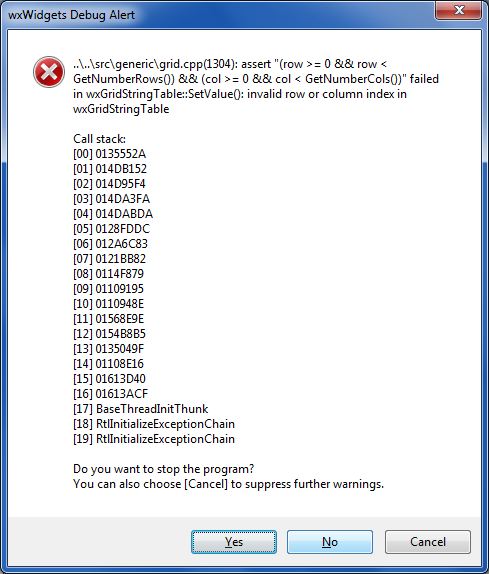 wxWidgets Debug Alert
..\..\src\generic\grid.cpp(1304): assert "(row >= 0 && row <
GetNumberRows()) && (col >= 0 && col < GetNumberCols())" failed
in wxGridStringTable::SetValue(): invalid row or column index in
wxGridStringTable
Call stack:
[00] 0135552A
[01] 014DB152
[02] 014D95F4
[03] 014DA3FA
[04] 014DABDA
[05] 0128FDDC
[06] 012A6C83
[07] 0121BB82
[08] 0114F879
[09] 01109195
[10] 0110948E
[11] 01568E9E
[12] 0154B8B5
[13] 0135049F
[14] 01108E16
[15] 01613D40
[16] 01613ACF
[17] BaseThreadInitThunk
[18] RtlInitializeExceptionChain
[19] RtlInitializeExceptionChain
Do you want to stop the program?
You can also choose [Cancel] to suppress further warnings.
Yes No Cancel